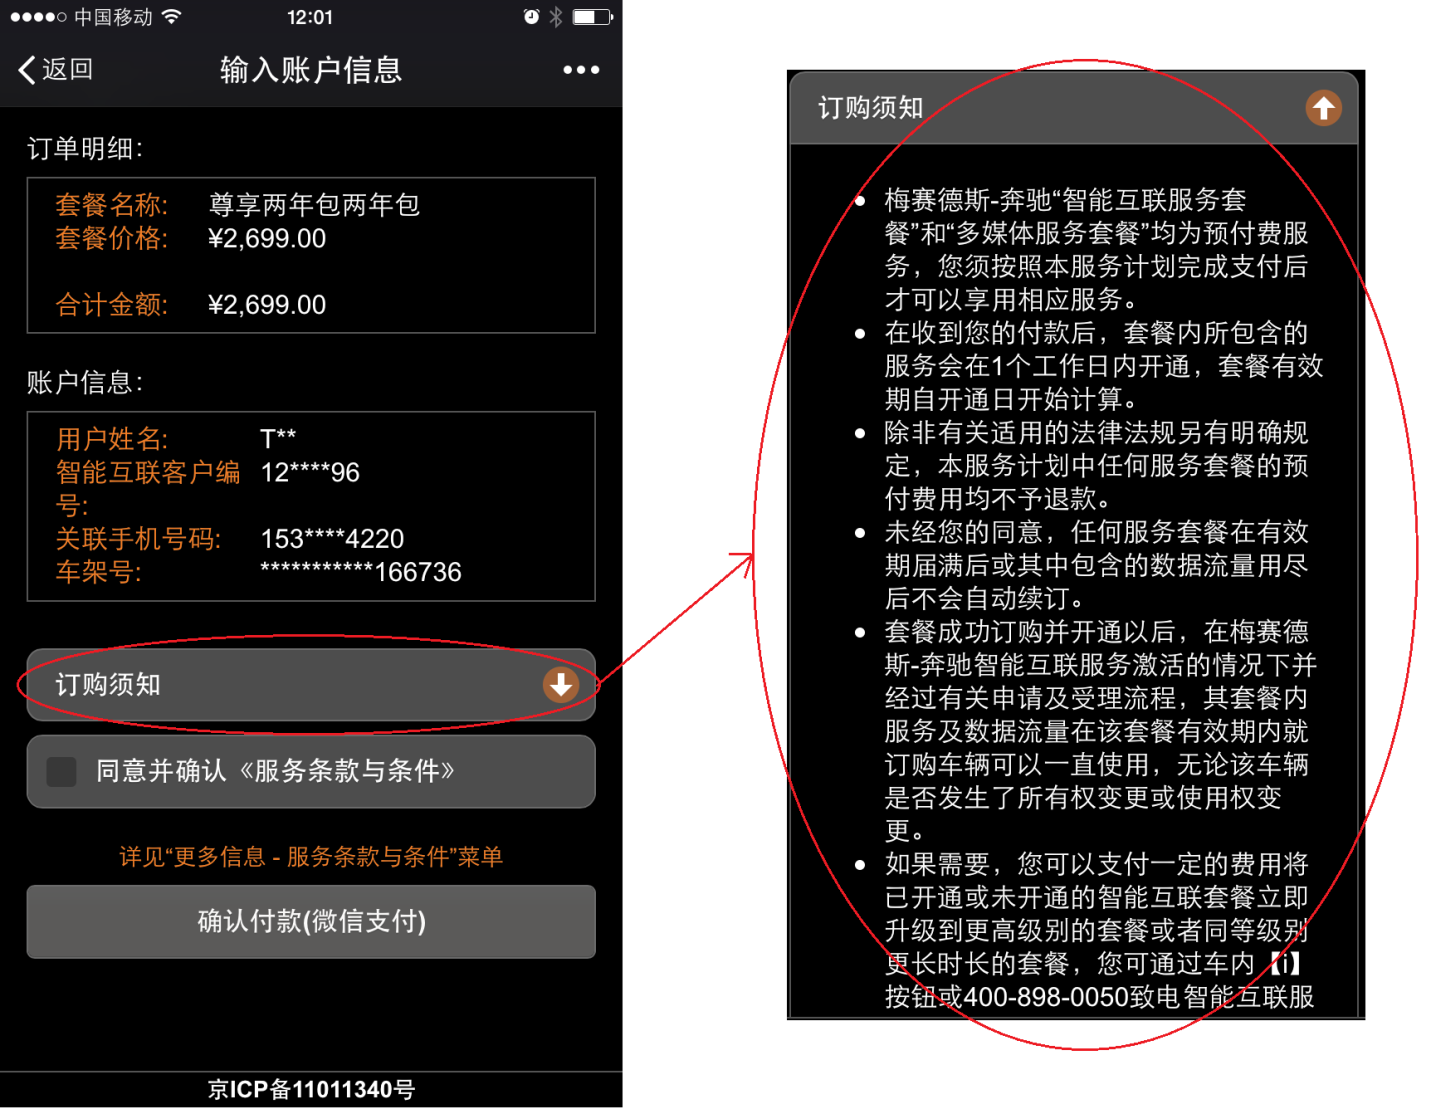 中国移动
12:01
返回
输入账户信息
订单明细:
套餐名称: 尊享两年包两年包
套餐价格: ¥2,699.00
合计金额: ¥2,699.00
账户信息:
用户姓名: T**
智能互联客户编 12****96
号:
关联手机号码: 153****4220
车架号: ***********166736
订购须知
同意并确认《服务条款与条件》
详见“更多信息 - 服务条款与条件”菜单
确认付款(微信支付)
京ICP备11011340号
订购须知
梅赛德斯-奔驰“智能互联服务套
餐”和“多媒体服务套餐”均为预付费服
务，您须按照本服务计划完成支付后
才可以享用相应服务。
在收到您的付款后，套餐内所包含的
服务会在1个工作日内开通，套餐有效
期自开通日开始计算。
除非有关适用的法律法规另有明确规
定，本服务计划中任何服务套餐的预
付费用均不予退款。
未经您的同意，任何服务套餐在有效
期届满后或其中包含的数据流量用尽
后不会自动续订。
套餐成功订购并开通以后，在梅赛德
斯-奔驰智能互联服务激活的情况下并
经过有关申请及受理流程，其套餐内
服务及数据流量在该套餐有效期内就
订购车辆可以一直使用，无论该车辆
是否发生了所有权变更或使用权变
更。
如果需要，您可以支付一定的费用将
已开通或未开通的智能互联套餐立即
升级到更高级别的套餐或者同等级别
更长时长的套餐，您可通过车内【i】
按钮或400-898-0050致电智能互联服